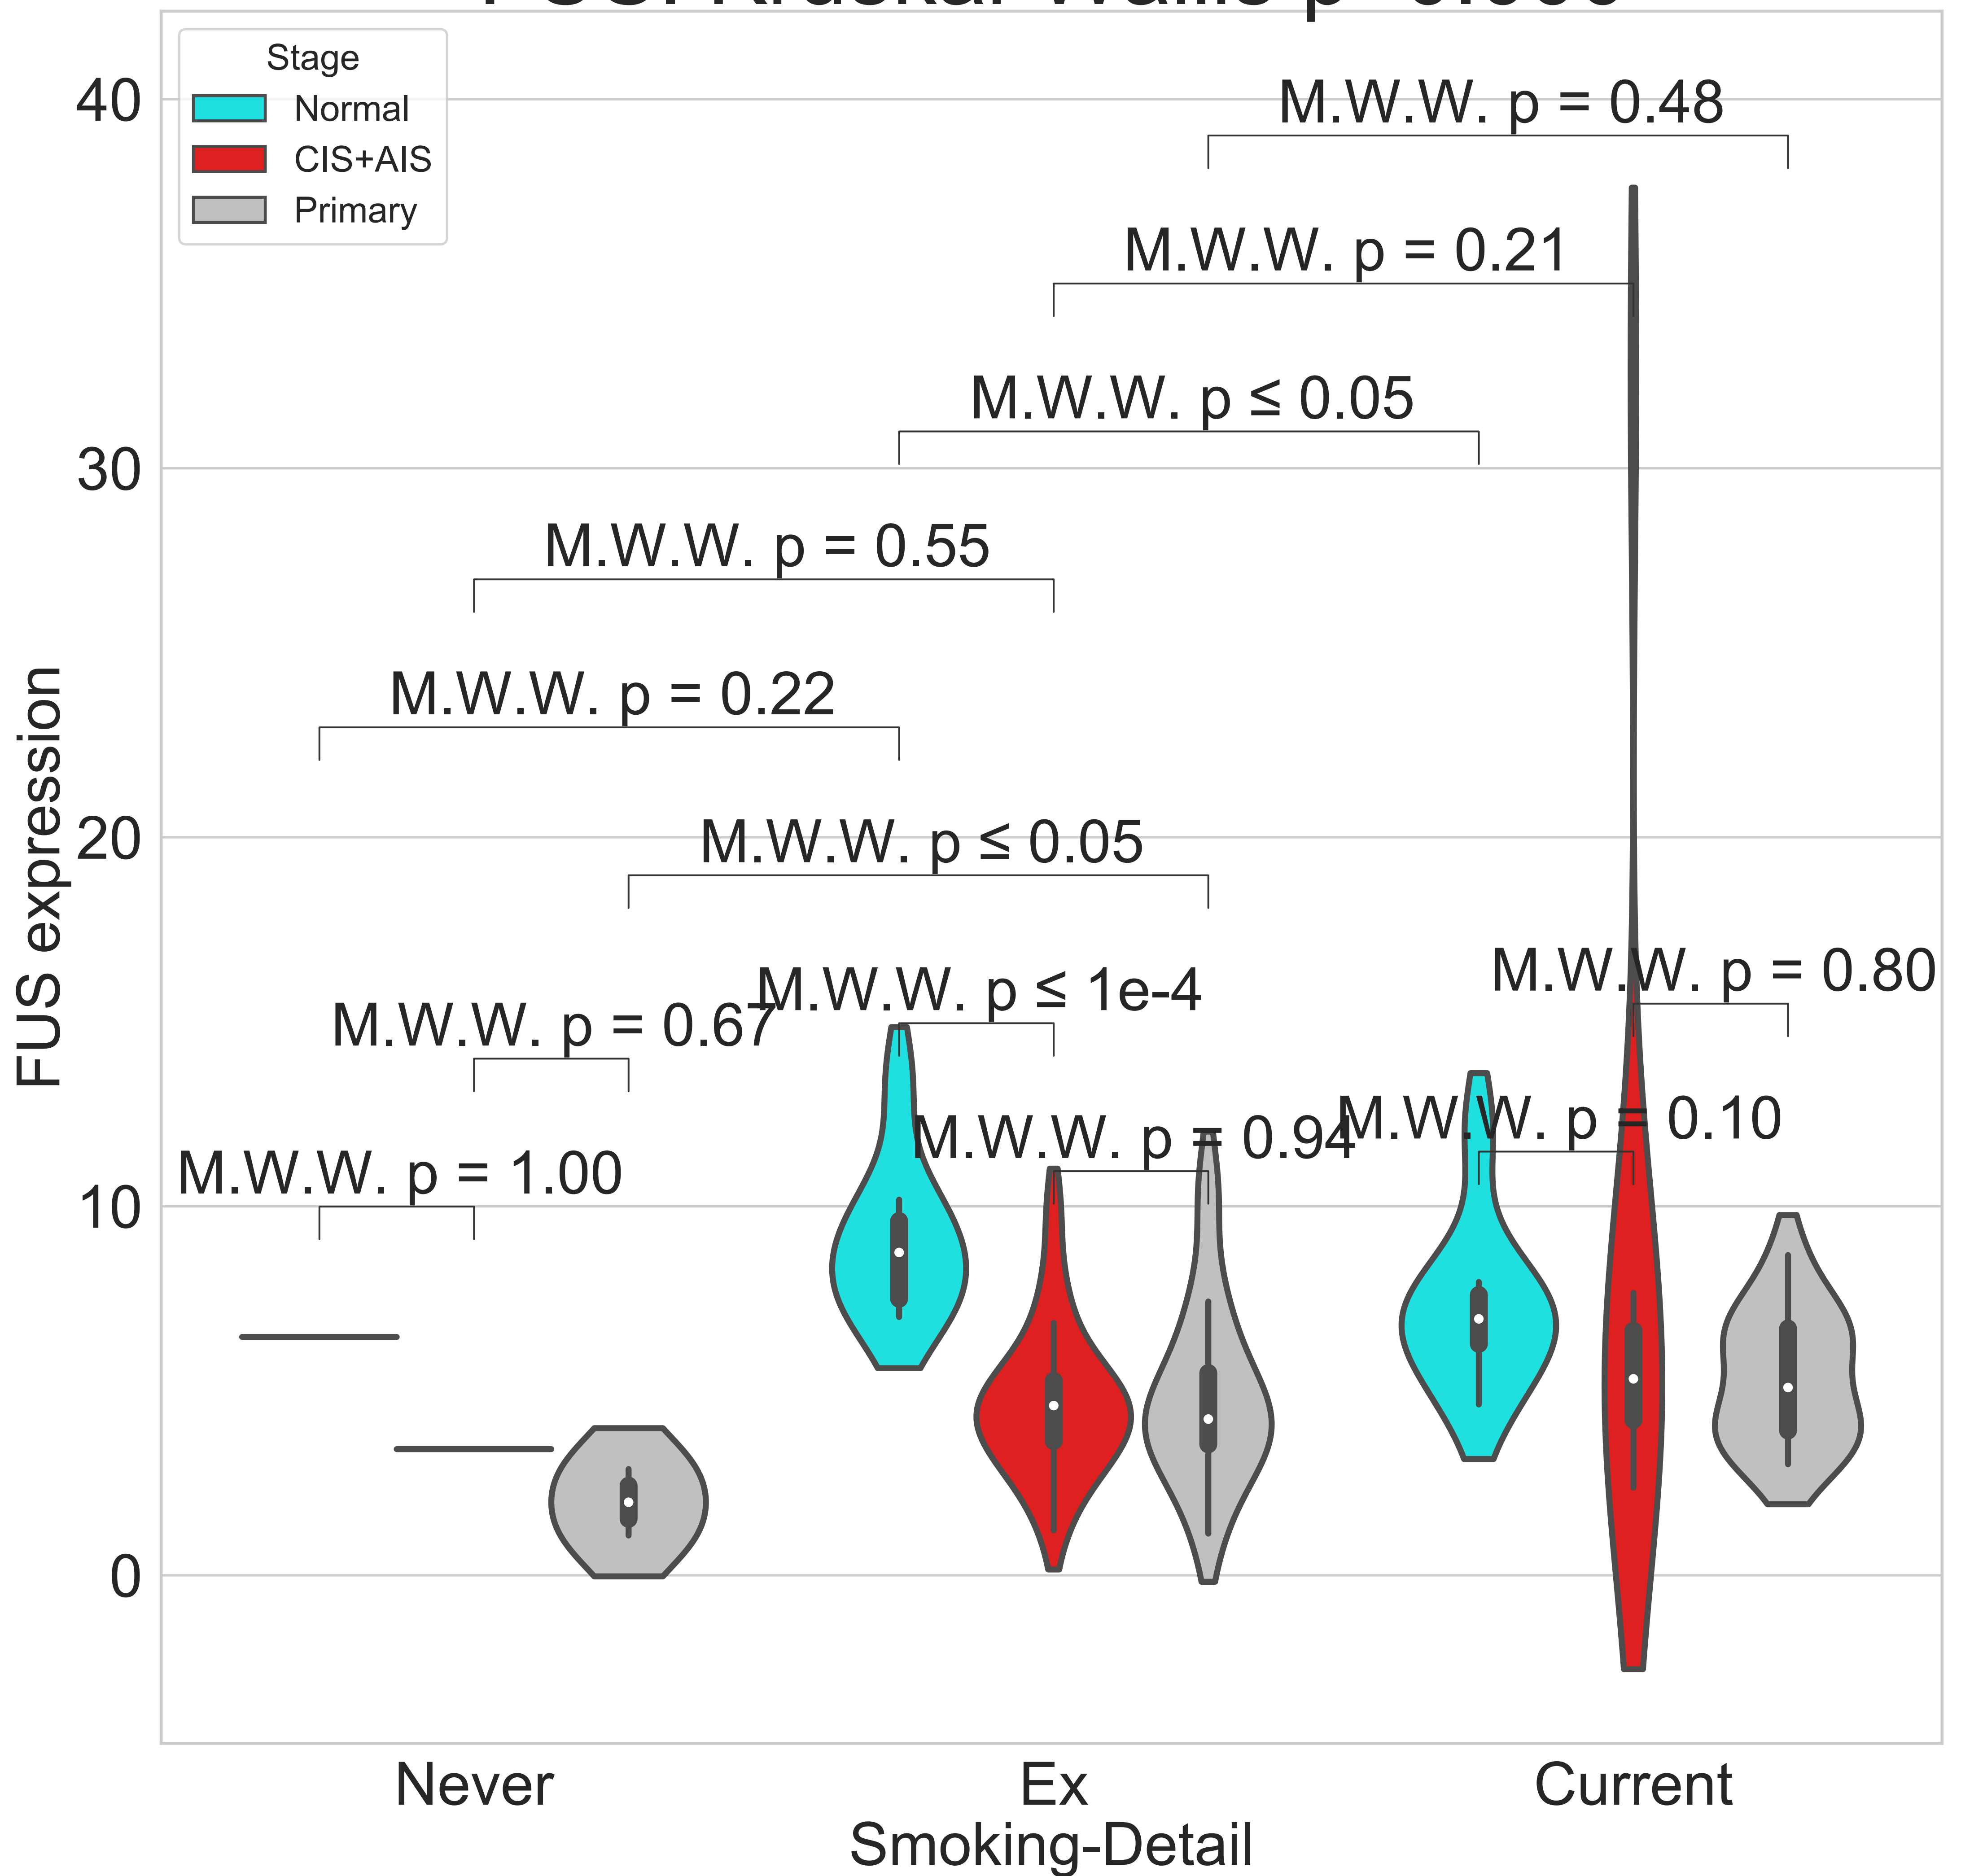 40
30
20
10
0
FUS expression
Stage
Normal
CIS+AIS
Primary
M.W.W. p = 0.48
M.W.W. p = 0.21
M.W.W. p ≤ 0.05
M.W.W. p = 0.55
M.W.W. p = 0.22
M.W.W. p ≤ 0.05
M.W.W. p ≤ 1e-4
M.W.W. p = 0.80
M.W.W. p = 0.67
M.W.W. p = 0.94
M.W.W. p = 0.10
M.W.W. p = 1.00
Never
Ex
Current
Smoking-Detail